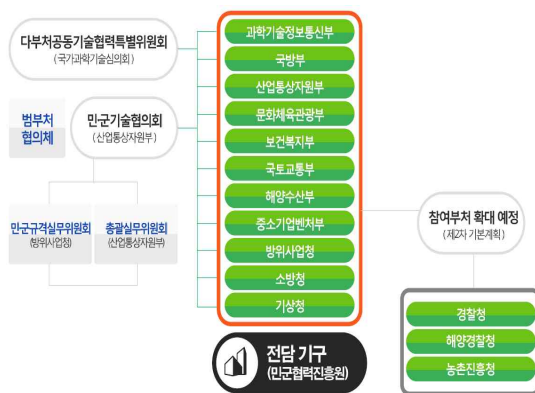 다부처공동기술협력특별위원회
(국가과학기술심의회)
범부처
협의체
민·군기술협의회
(산업통상자원부)
민군규격실무위원회
(방위사업청)
총괄실무위원회
(산업통상자원부)
과학기술정보통신부
국방부
산업통상자원부
문화체육관광부
보건복지부
국토교통부
해양수산부
중소기업벤처부
방위사업청
소방청
기상청
전담 기구
(민군협력진흥원)
참여부처 확대 예정
(제2차 기본계획)
경찰청
해양경찰청
농촌진흥청